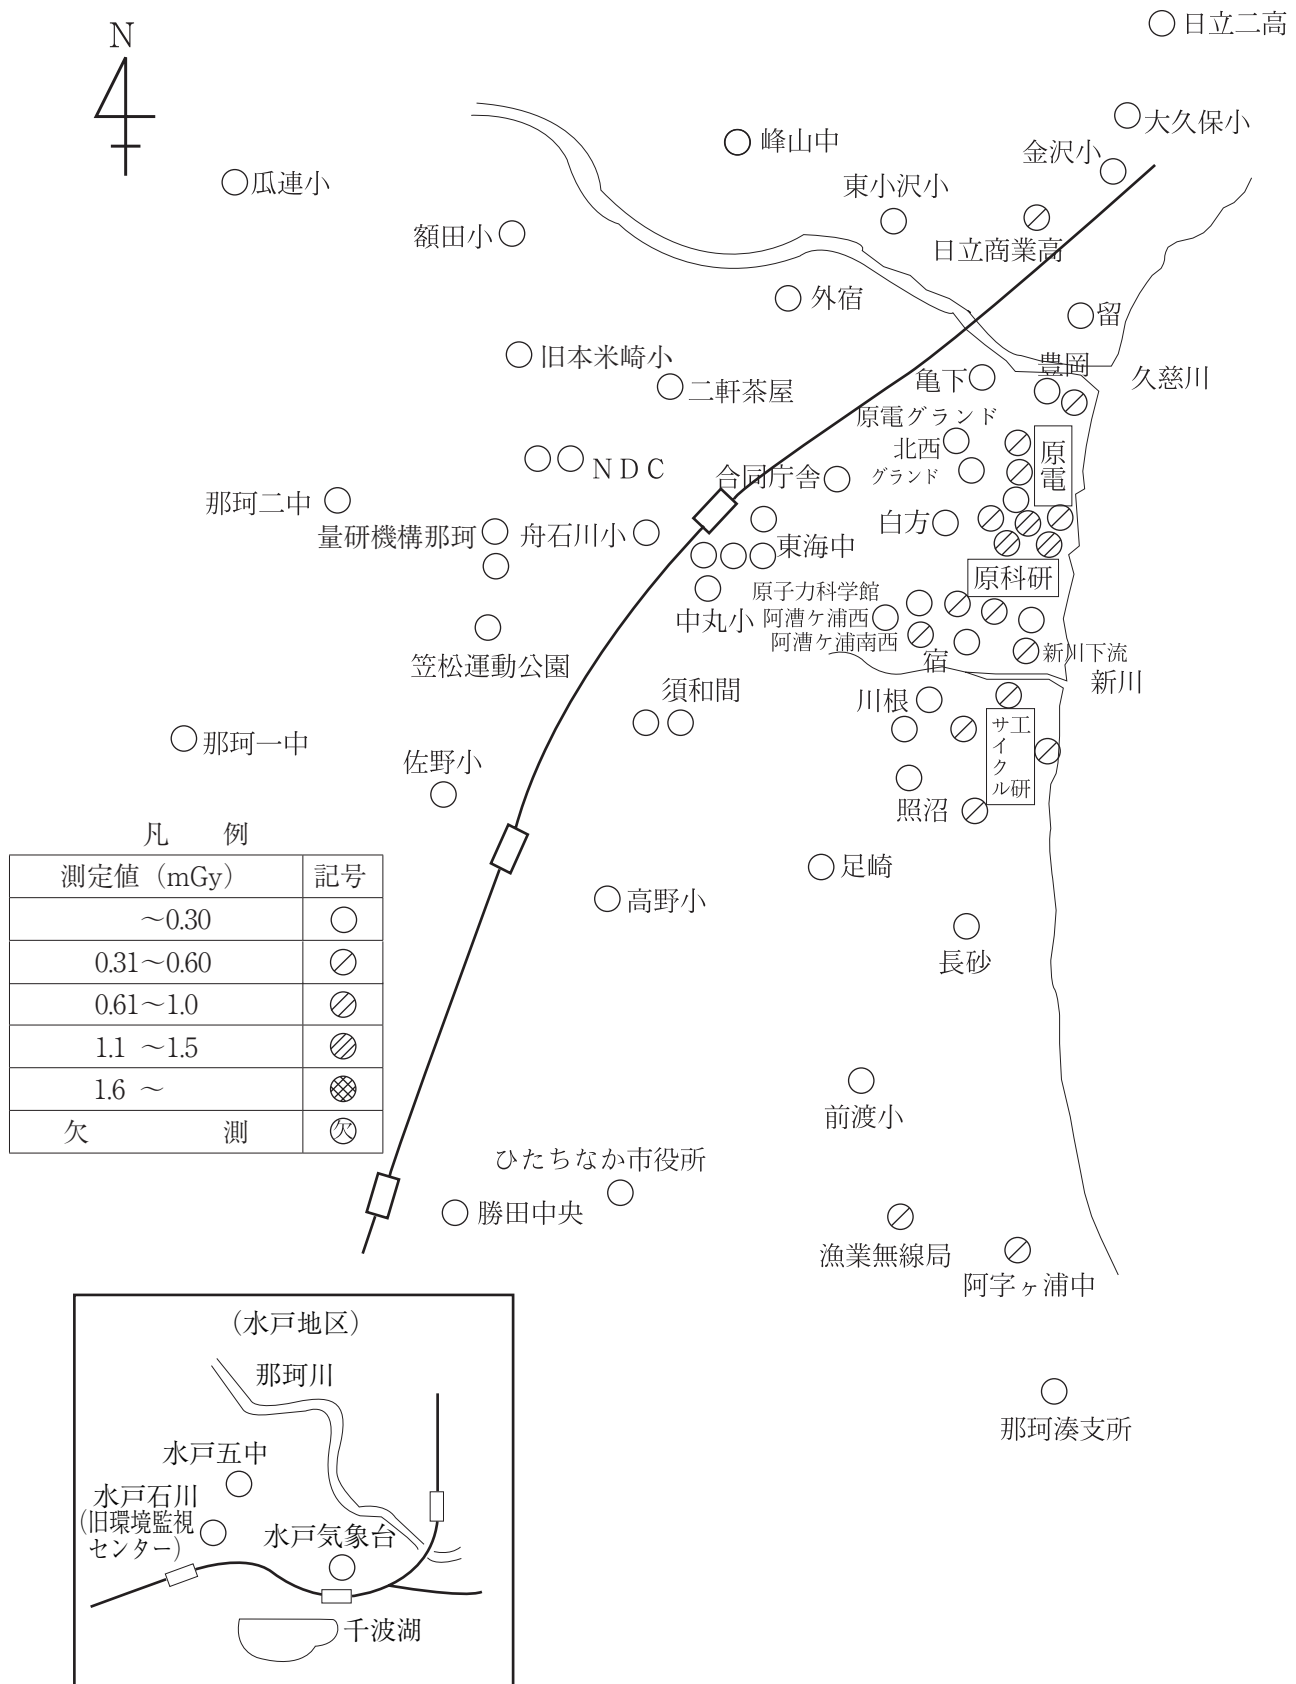 N
日立二高
大久保小
峰山中
金沢小
瓜連小
東小沢小
額田小
日立商業高
外宿
留
旧本米崎小
豊岡
久慈川
二軒茶屋
亀下
原電グランド
北西
原電
NDC
合同庁舎
グランド
那珂二中
量研機構那珂
舟石川小
白方
東海中
原科研
原子力科学館
中丸小
阿漕ケ浦西
阿漕ケ浦南西
笠松運動公園
宿
新川下流
新川
須和間
川根
那珂一中
サイクル工研
佐野小
照沼
凡 例
足崎
測定値（mGy） 記号
高野小
～0.30
0.31～0.60
長砂
0.61～1.0
1.1 ～1.5
1.6 ～
前渡小
欠 測 欠
ひたちなか市役所
勝田中央
漁業無線局
阿字ヶ浦中
（水戸地区）
那珂川
那珂湊支所
水戸五中
水戸石川
（旧環境監視
センター）
水戸気象台
千波湖